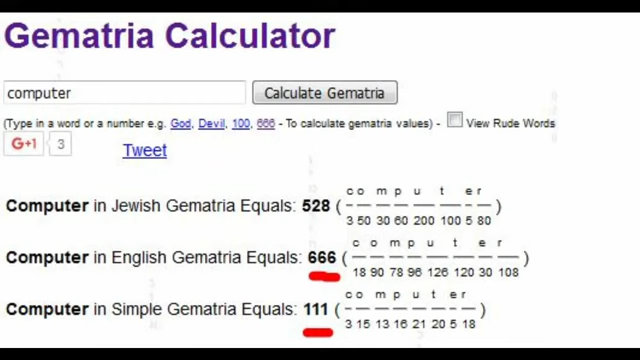 Gematria Calculator
computer Calculate Gematria
(Type in a word or a number e.g. God, Devil, 100, 666 - To calculate gematria values) - View Rude Words
G+1 3
Tweet
c o m p u t e r
Computer in Jewish Gematria Equals: 528 ( )
3 50 30 60 200 100 5 80
c o m p u t e r
Computer in English Gematria Equals: 666 ( )
18 90 78 96 126 120 30 108
c o m p u t e r
Computer in Simple Gematria Equals: 111 ( )
3 15 13 16 21 20 5 18